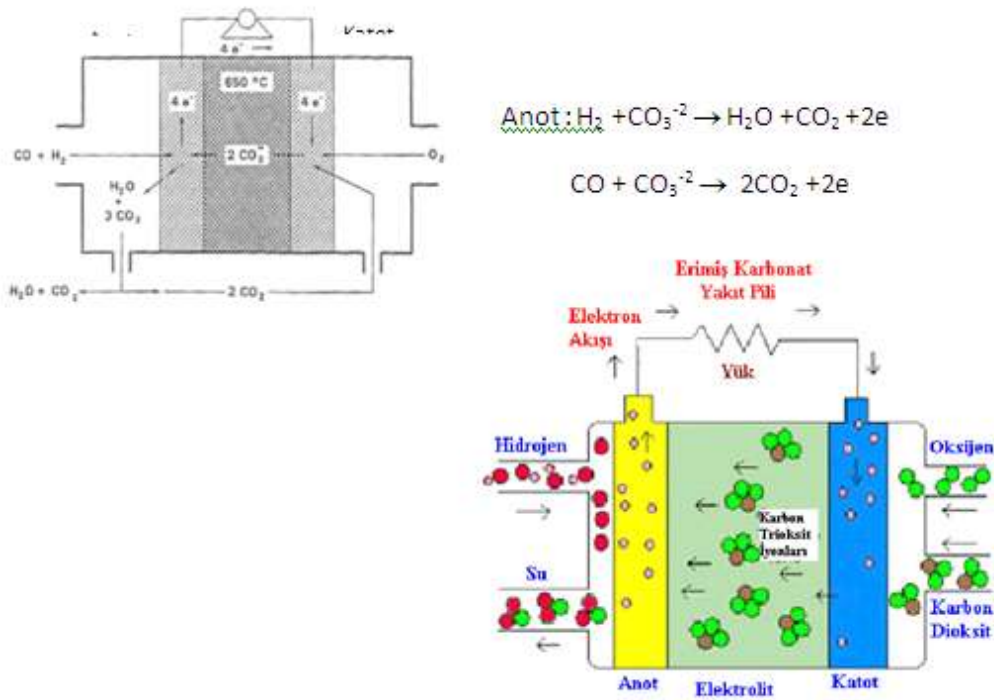 Katot
4 e⁻
650 °C
4 e⁻
4 e⁻
CO + H₂
2 CO₃⁼
O₂
H₂O
+
3 CO₂
H₂O + CO₂
2 CO₂
Anot : H₂ +CO₃⁻² → H₂O +CO₂ +2e
CO + CO₃⁻² → 2CO₂ +2e
Erimiş Karbonat
Yakıt Pili
Elektron
Akışı
Yük
Hidrojen
Oksijen
Karbon
Trioksit
İyonları
Su
Karbon
Dioksit
Anot
Elektrolit
Katot